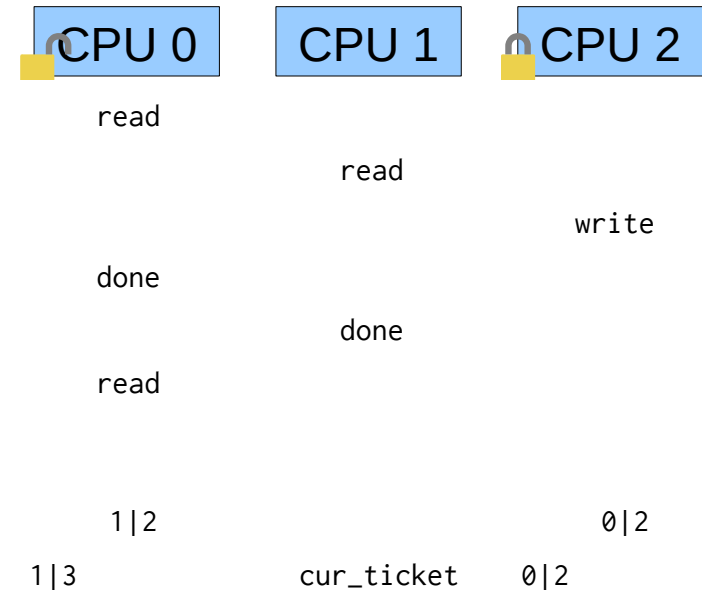 CPU 0 CPU 1 CPU 2
read
read
write
done
done
read
1|2 0|2
1|3 cur_ticket 0|2